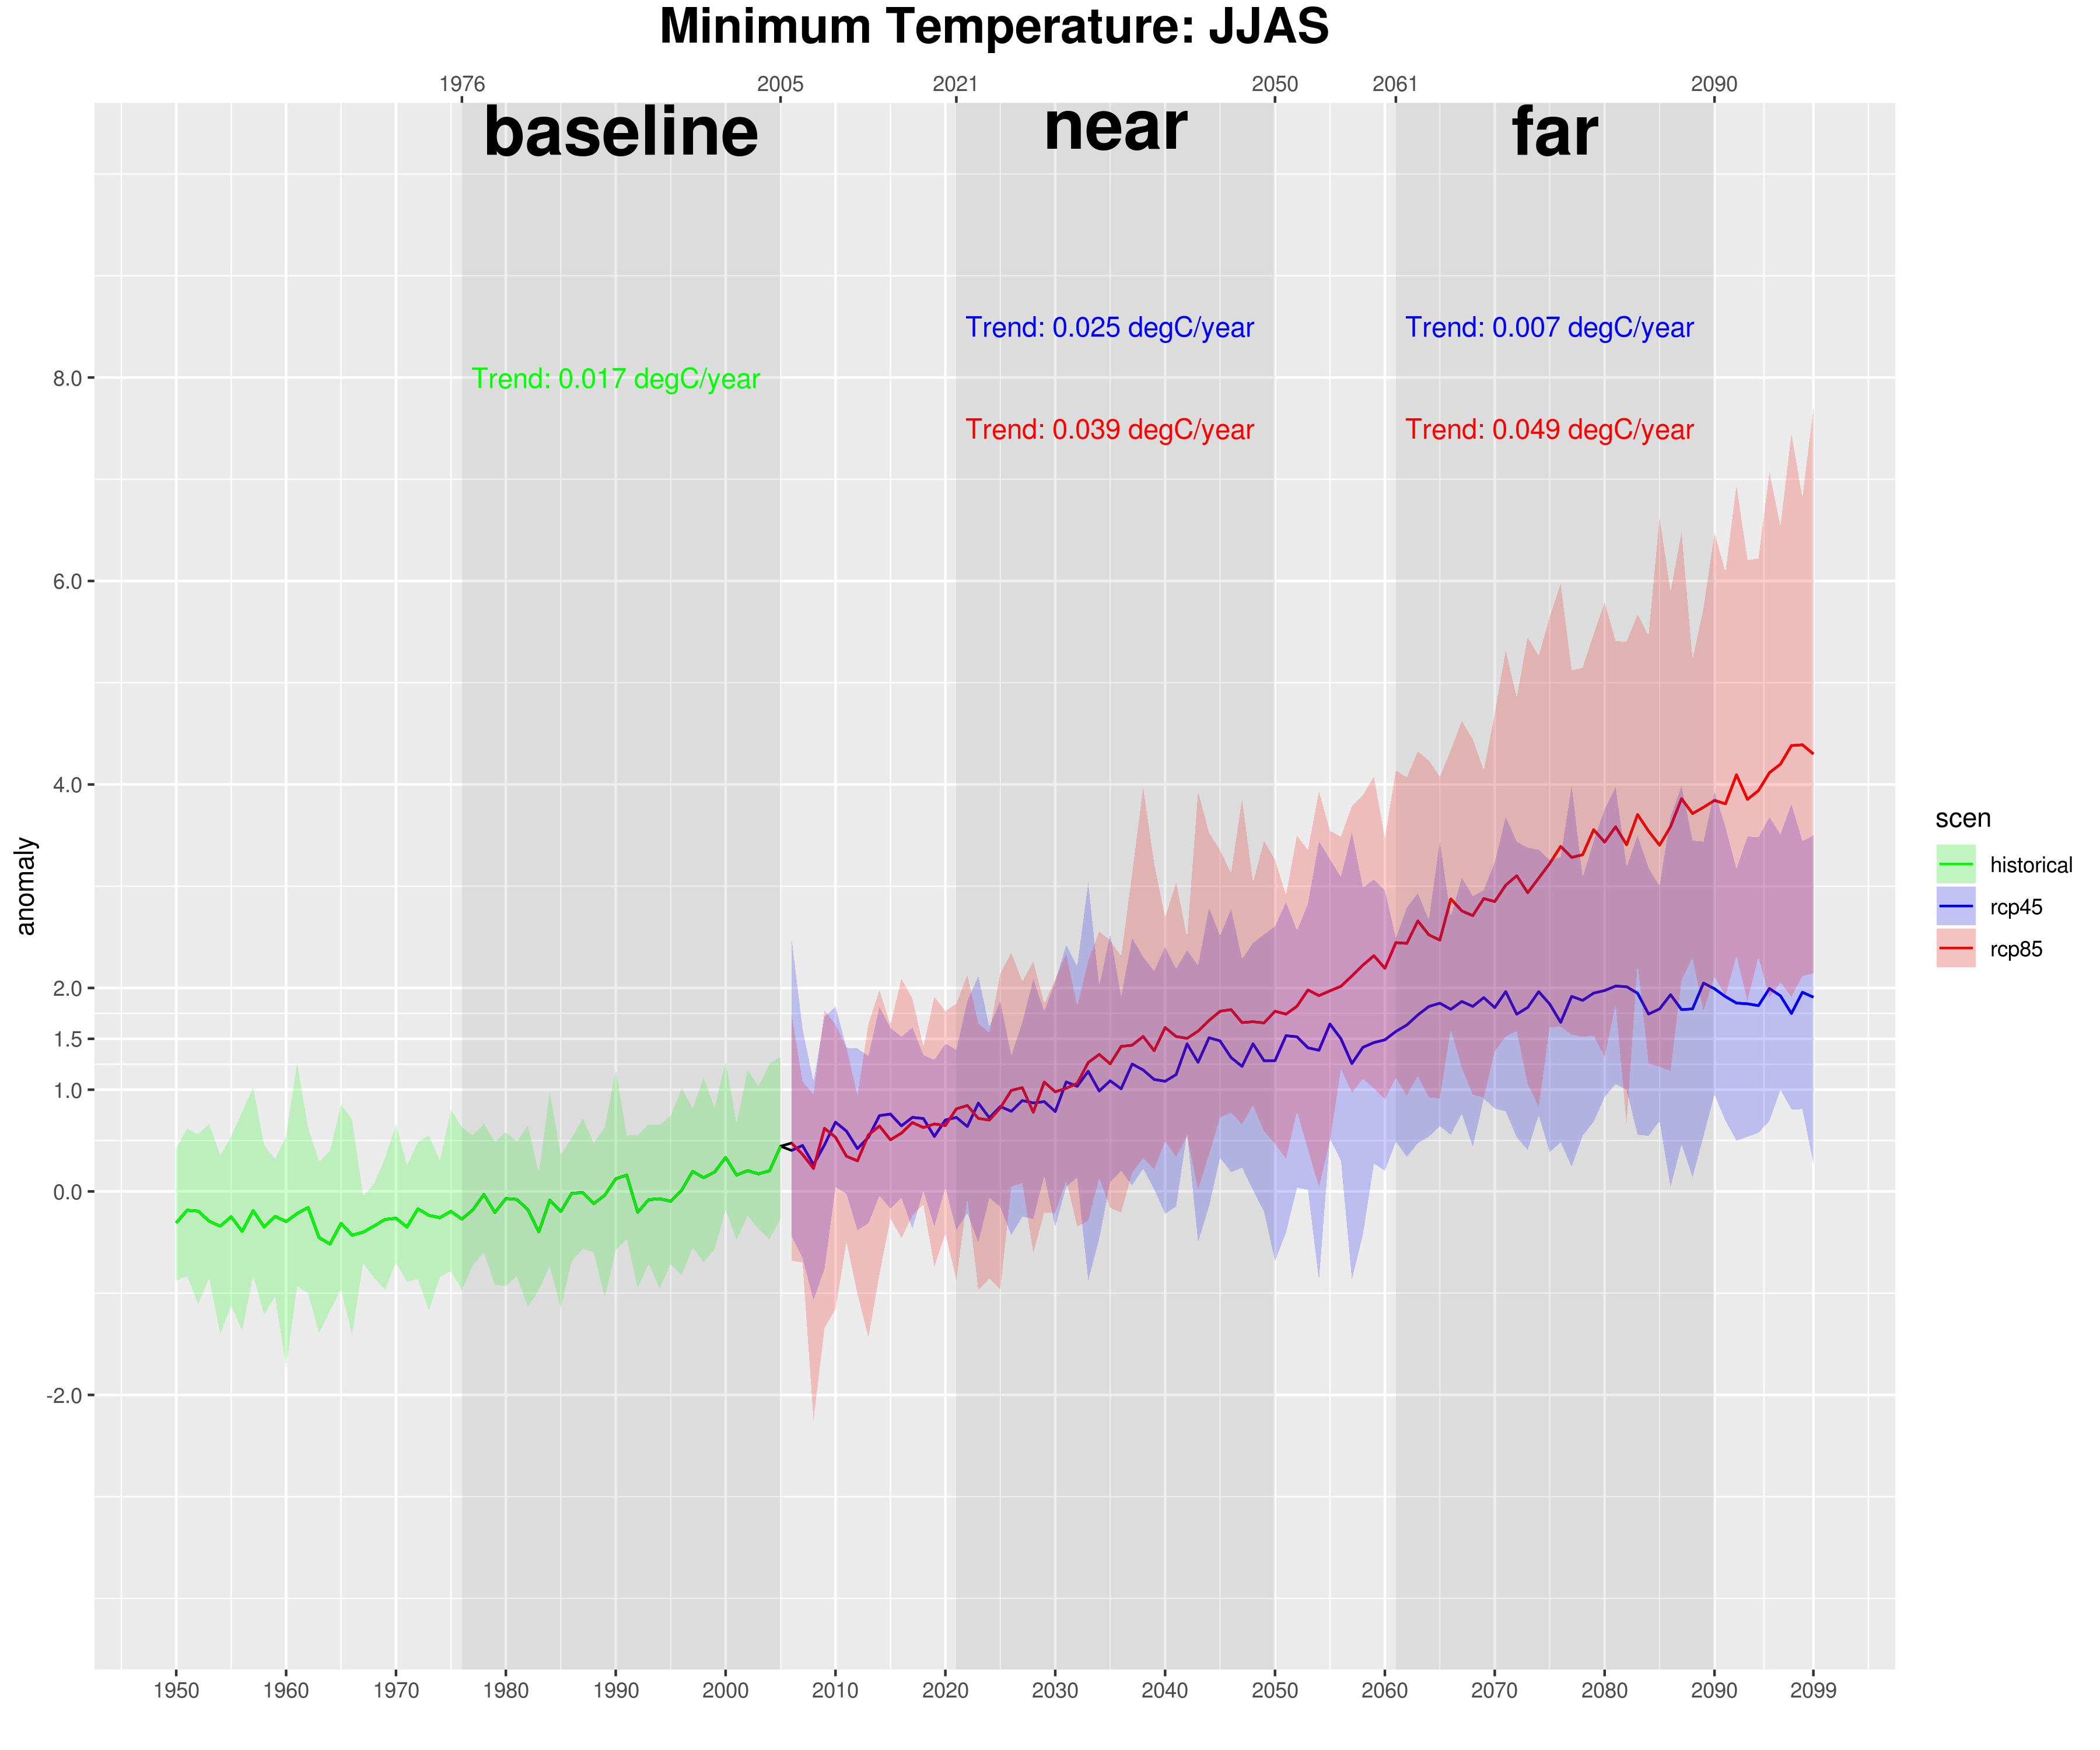 Minimum Temperature: JJAS
1976 2005 2021 2050 2061 2090
baseline near far
Trend: 0.025 degC/year Trend: 0.007 degC/year
Trend: 0.017 degC/year
Trend: 0.039 degC/year Trend: 0.049 degC/year
8.0
6.0
4.0
2.0
1.5
1.0
0.0
-2.0
anomaly
scen
historical
rcp45
rcp85
1950 1960 1970 1980 1990 2000 2010 2020 2030 2040 2050 2060 2070 2080 2090 2099